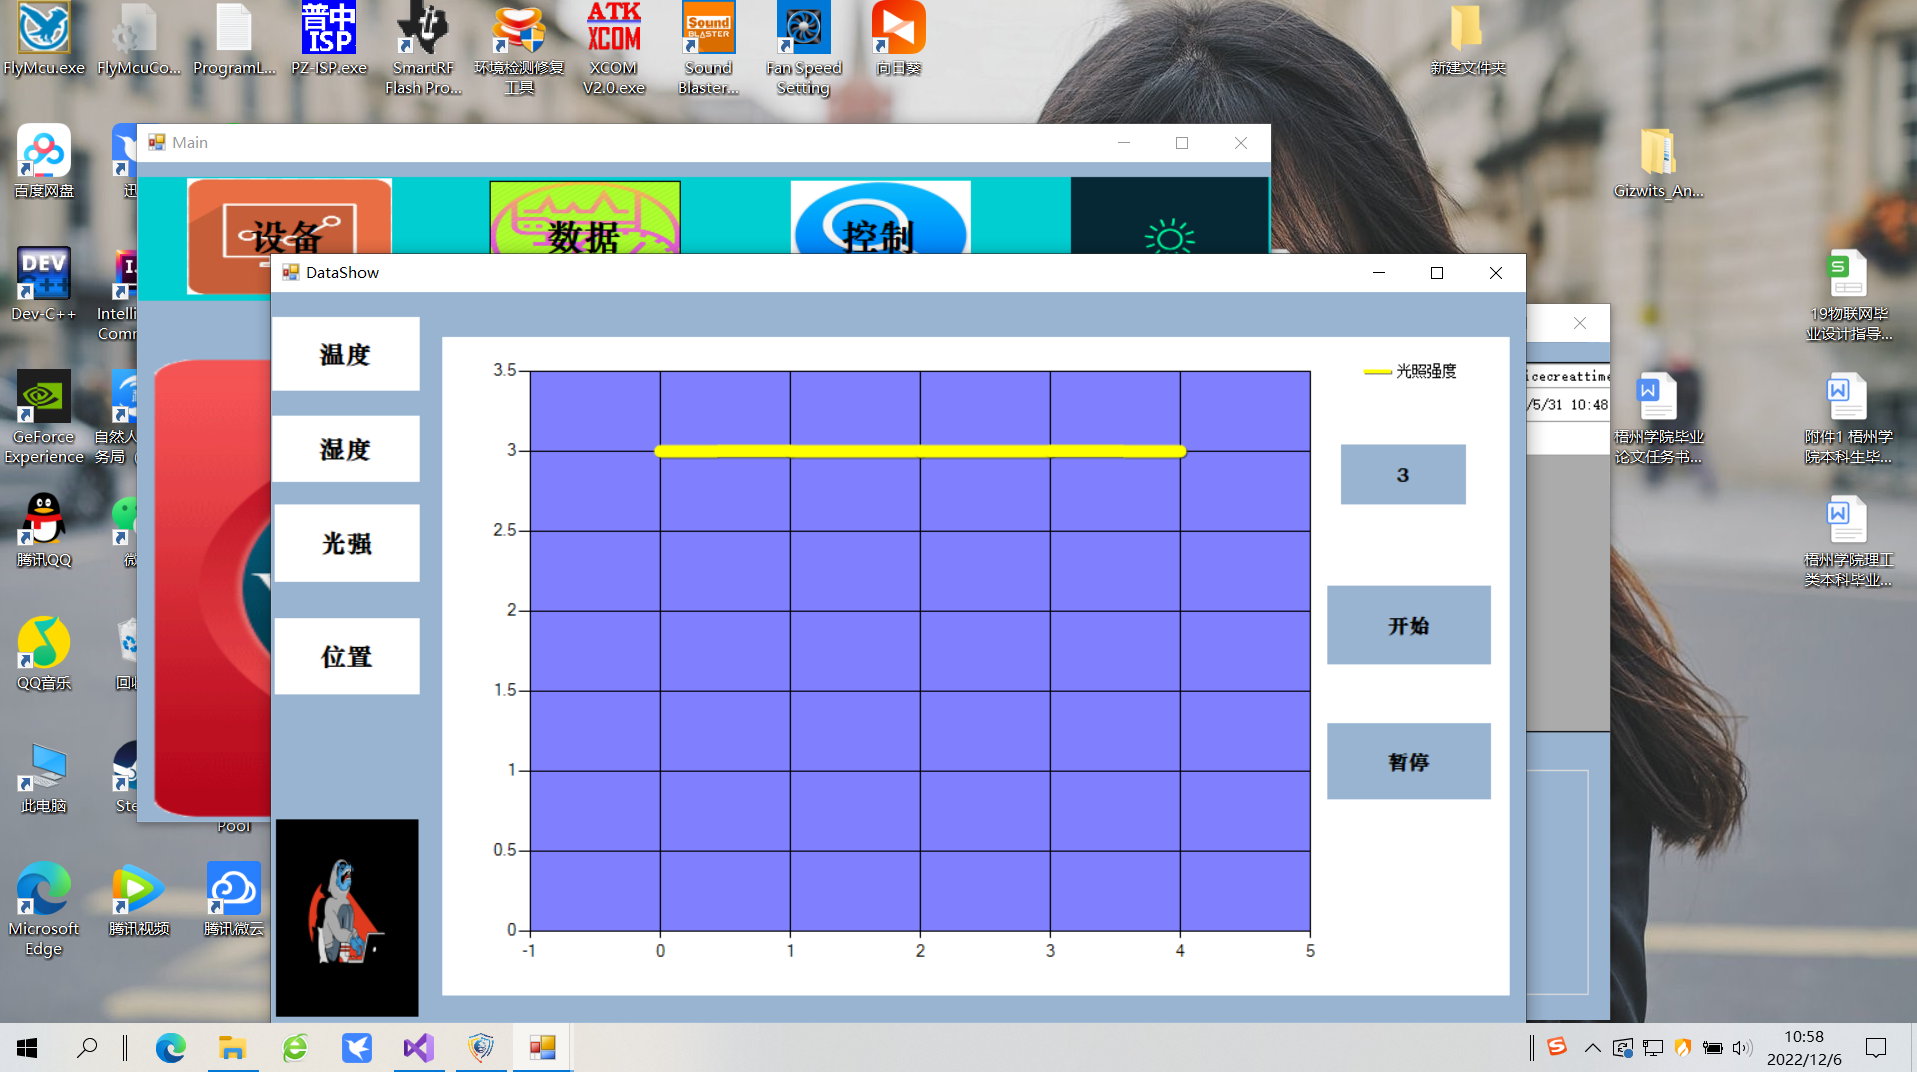 FlyMcu.exe
FlyMcuCo...
ProgramL...
普中
ISP
PZ-ISP.exe
SmartRF
Flash Pro...
环境检测修复
工具
ATK
XCOM
XCOM
V2.0.exe
Sound
BLASTER
Sound
Blaster...
Fan Speed
Setting
向日葵
新建文件夹
百度网盘
迅
Gizwits_An...
Main
设备
数据
控制
DEV
C++
Dev-C++
Intelli
Comm
19物联网毕
业设计指导...
DataShow
温度
湿度
光强
位置
3.5
3
2.5
2
1.5
1
0.5
0
-1
0
1
2
3
4
5
光照强度
3
开始
暂停
icecreattime
/5/31 10:48
GeForce
Experience
自然人
务局
梧州学院毕业
论文任务书...
附件1 梧州学
院本科生毕...
腾讯QQ
微
梧州学院理工
类本科毕业...
QQ音乐
回收
此电脑
Ste
Pool
Microsoft
Edge
腾讯视频
腾讯微云
10:58
2022/12/6